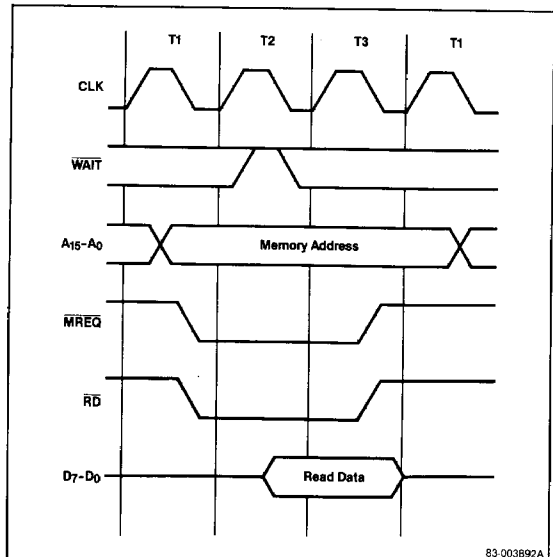 T1 T2 T3 T1
CLK
WAIT
A15-A0 Memory Address
MREQ
RD
D7-D0 Read Data
83-003892A